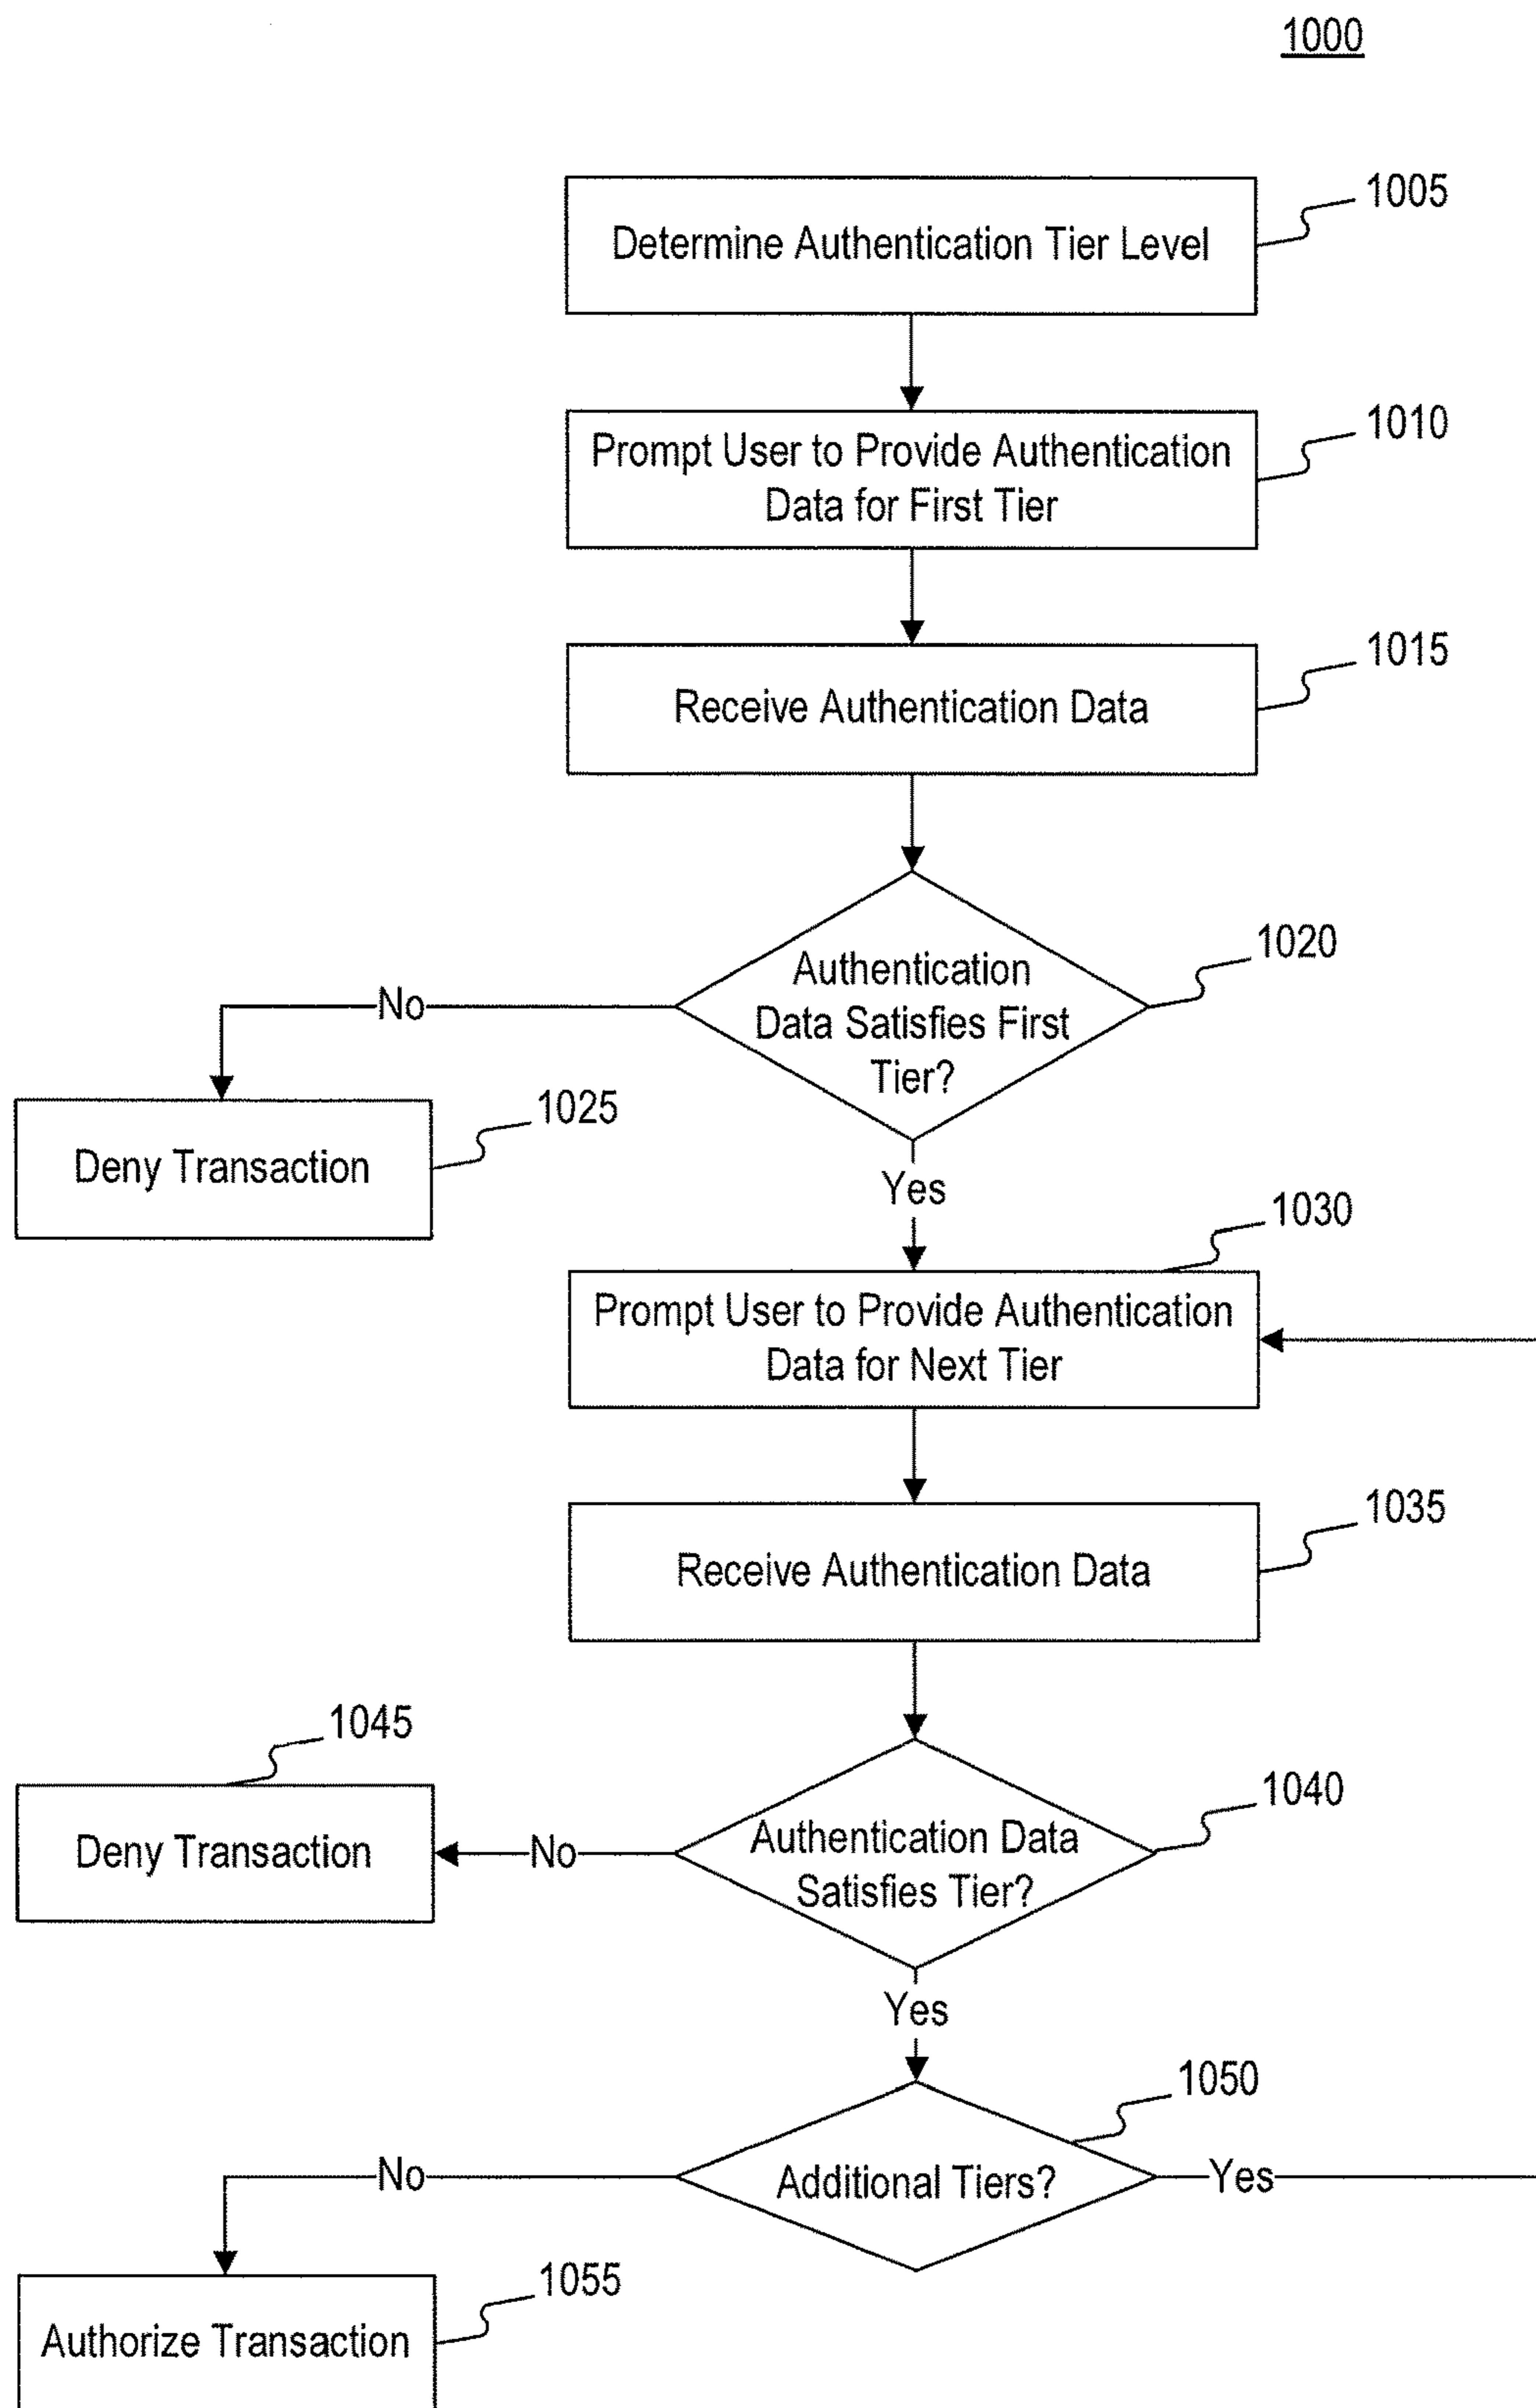 1000
Determine Authentication Tier Level
1005
Prompt User to Provide Authentication
Data for First Tier
1010
Receive Authentication Data
1015
Authentication
Data Satisfies First
Tier?
1020
No
Deny Transaction
1025
Yes
Prompt User to Provide Authentication
Data for Next Tier
1030
Receive Authentication Data
1035
Authentication Data
Satisfies Tier?
1040
No
Deny Transaction
1045
Yes
Additional Tiers?
1050
No
Yes
Authorize Transaction
1055